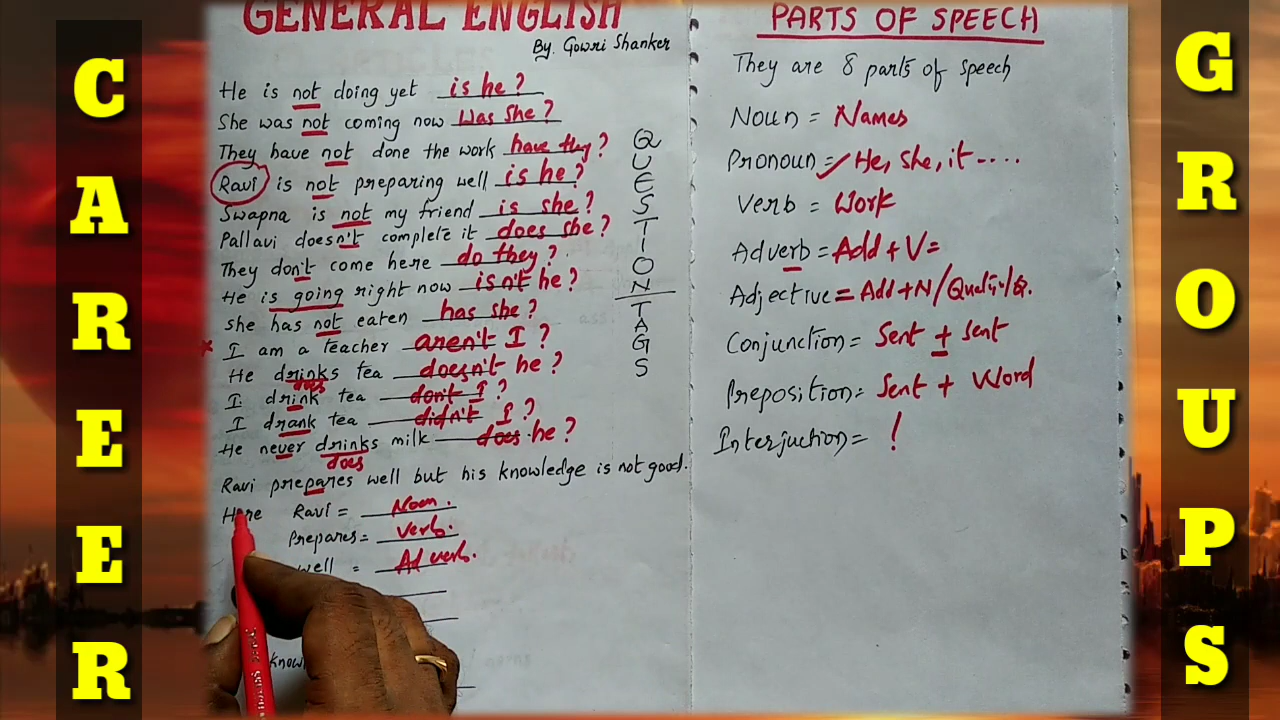 CAREER
GENERAL ENGLISH
By. Gowri Shanker
He is not doing yet is he?
She was not coming now Was she?
They have not done the work have they?
Ravi is not preparing well is he?
Swapna is not my friend is she?
Pallavi doesn't complete it does she?
They don't come here do they?
He is going right now isn't he?
she has not eaten has she?
I am a teacher aren't I?
He drinks tea doesn't he?
does
I drink tea don't I?
I drank tea didn't I?
He never drinks milk does he?
does
Ravi prepares well but his knowledge is not good.
Here Ravi = Noun.
Prepares = Verb.
well = Adverb.
know
QUESTION TAGS
PARTS OF SPEECH
They are 8 parts of speech
Noun = Names
Pronoun = He, She, it ....
Verb = Work
Adverb = Add + V =
Adjective = Add + N/Quali/Q.
Conjunction = Sent + Sent
Preposition = Sent + Word
Interjuction = !
GROUPS